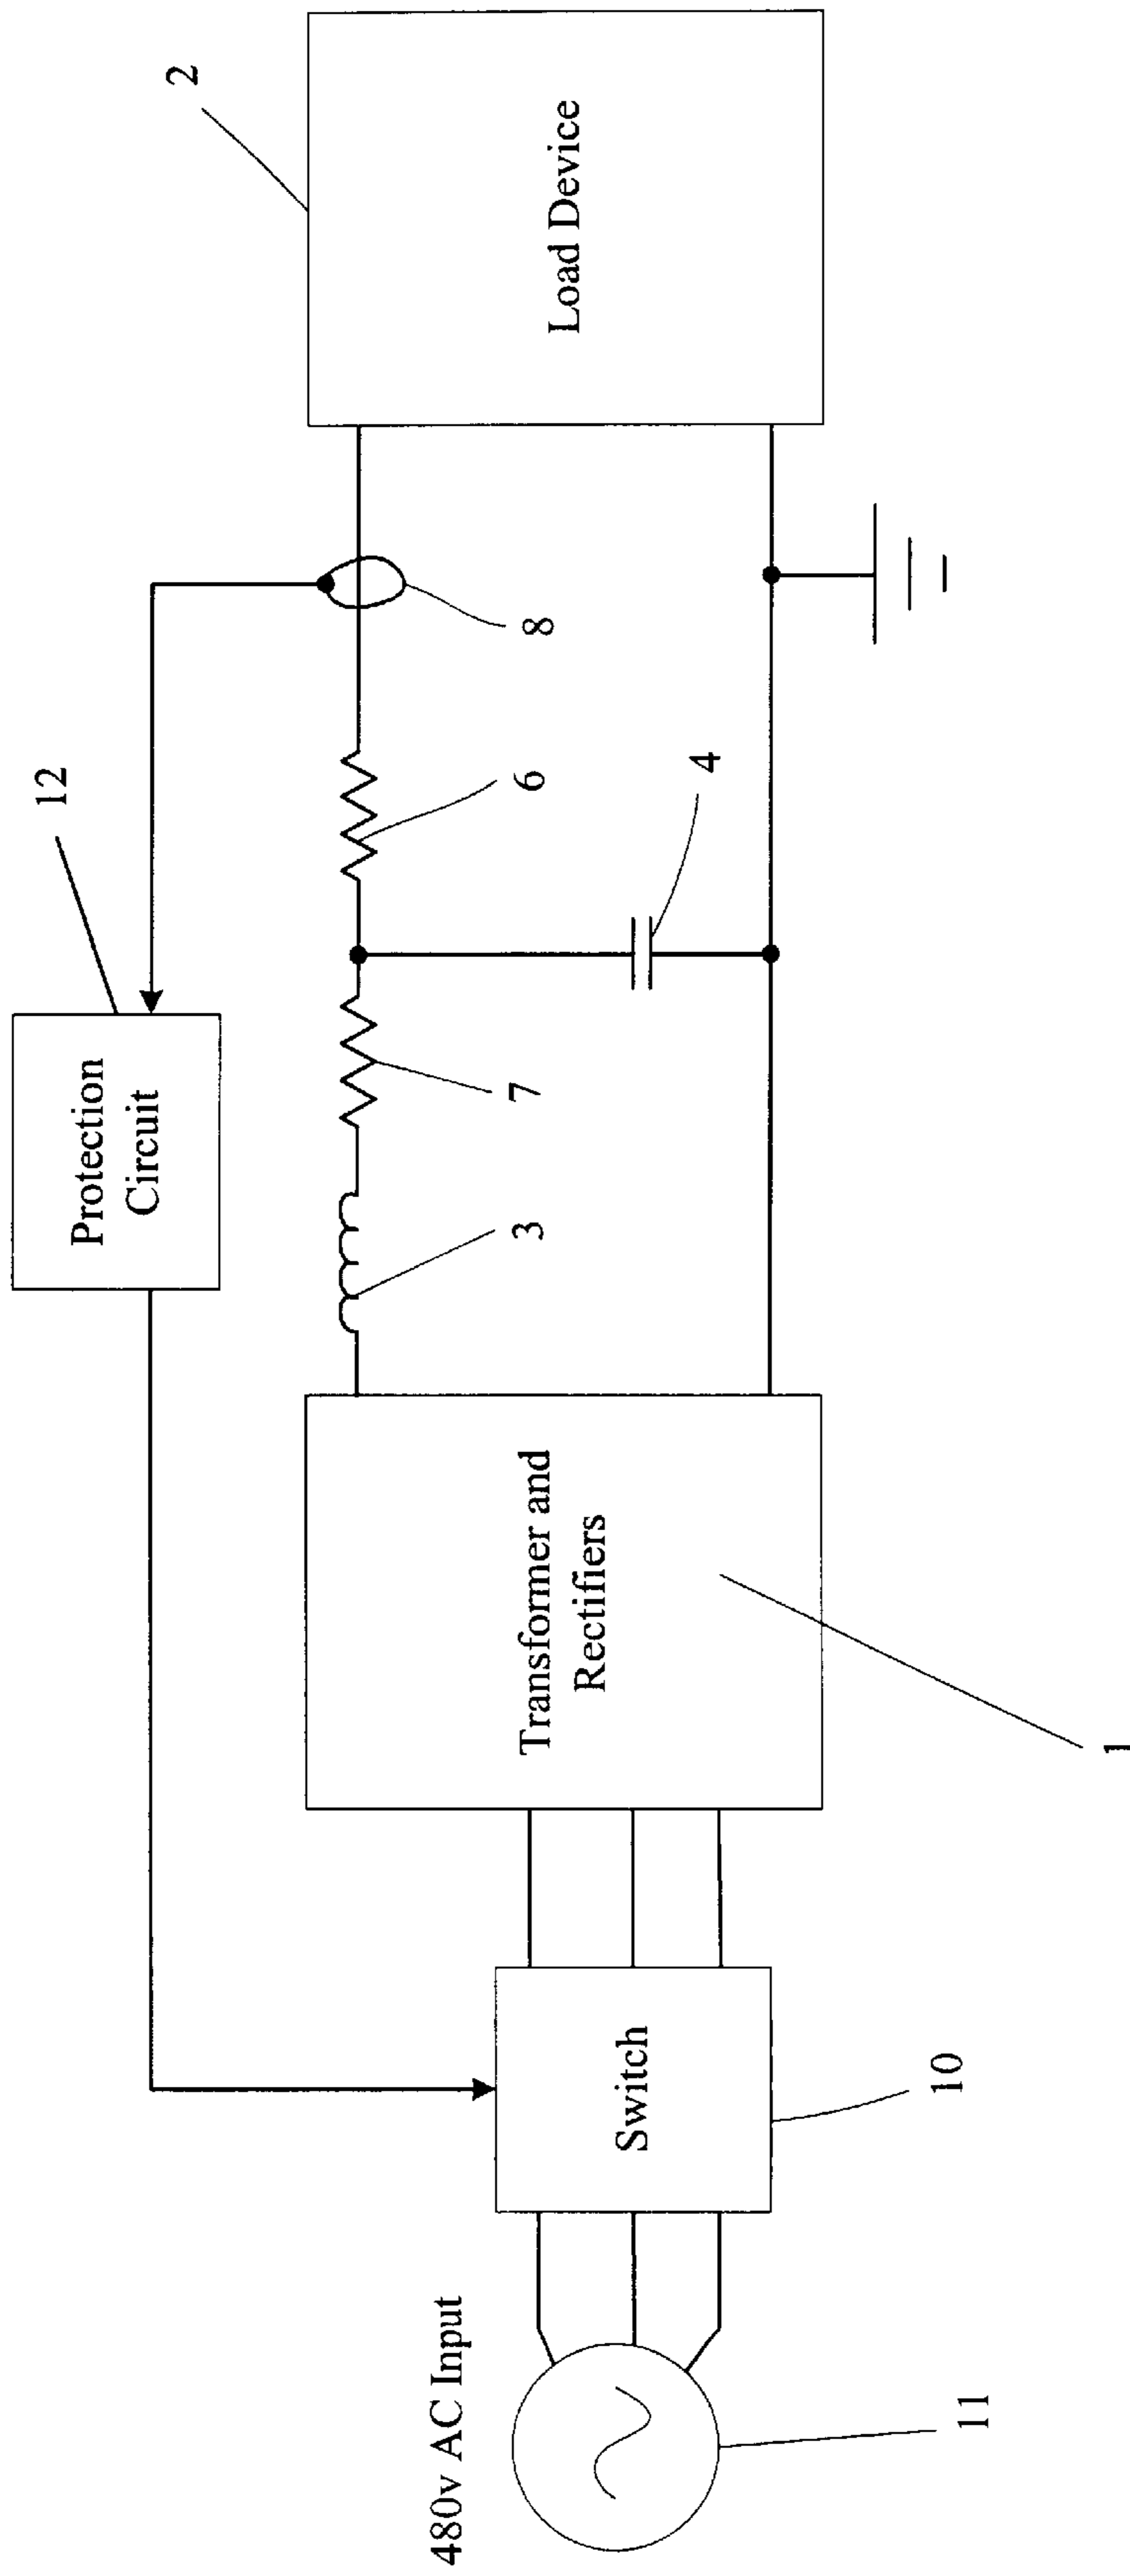 Protection
Circuit
12
2
Load Device
8
6
7
3
4
Transformer and
Rectifiers
1
Switch
10
480v AC Input
11